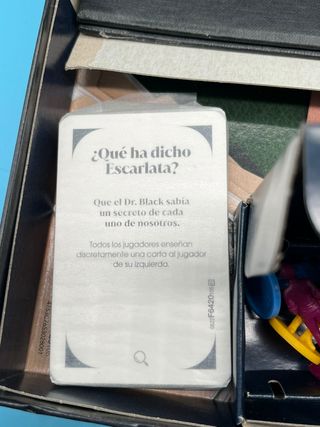 ¿Qué ha dicho
Escarlata?
Que el Dr. Black sabía
un secreto de cada
uno de nosotros.
Todos los jugadores enseñan
discretamente una carta al jugador
de su izquierda.
F6420